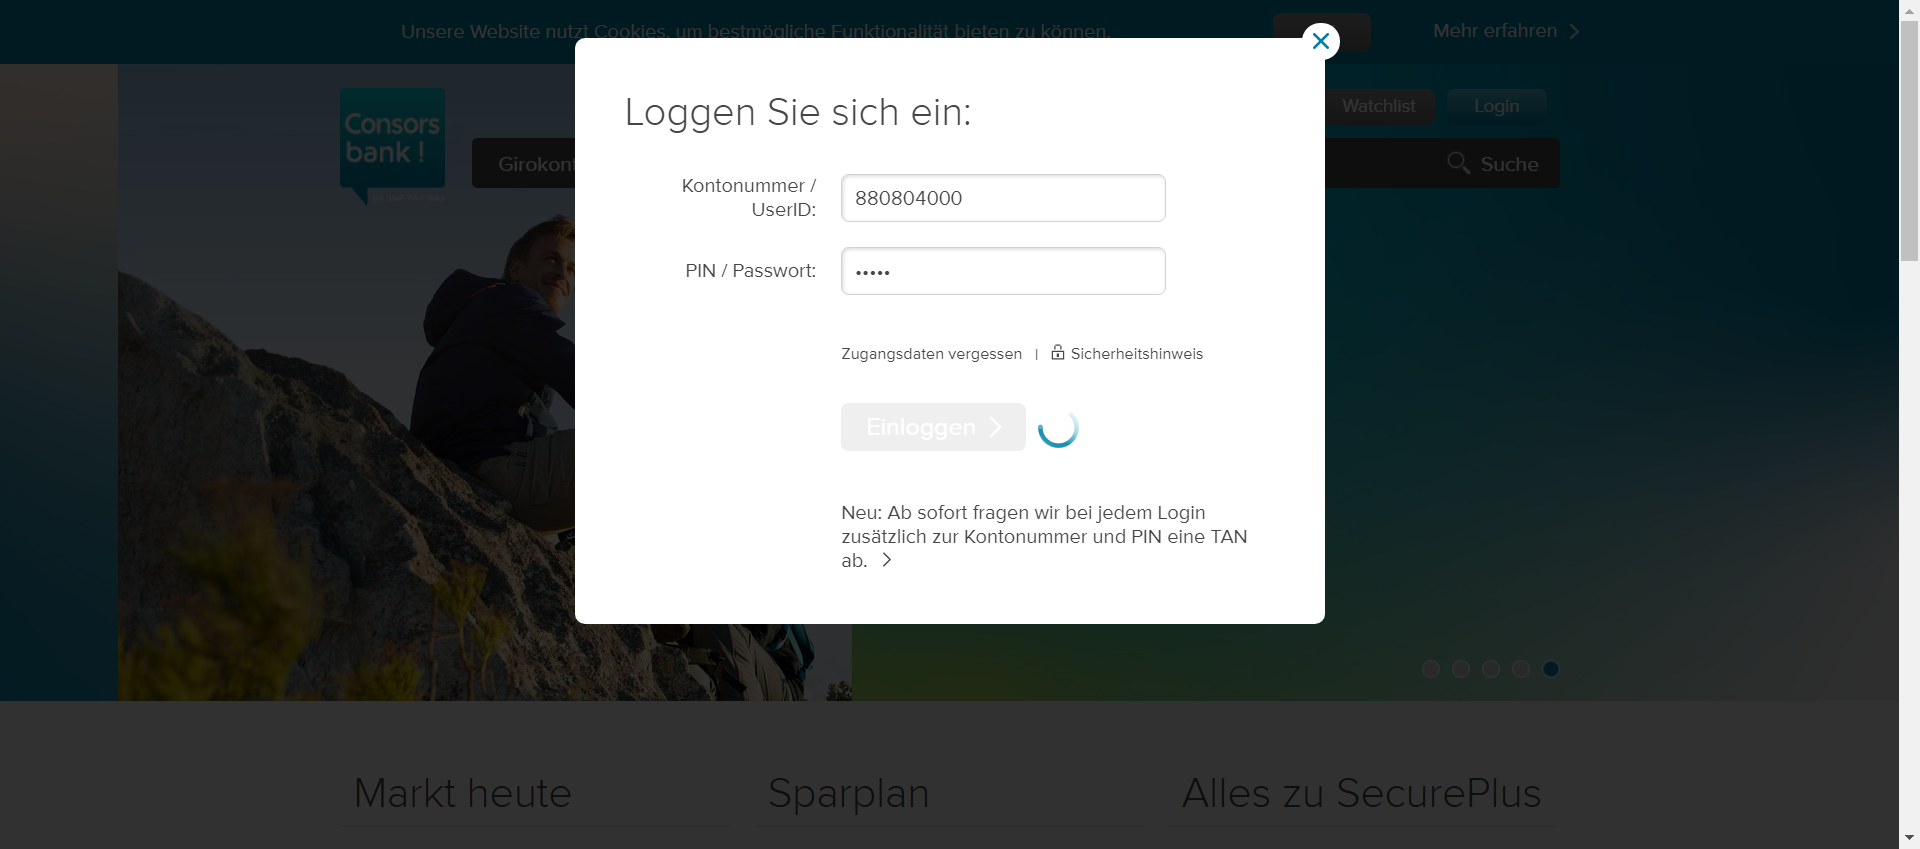 Unsere Website nutzt Cookies, um bestmögliche Funktionalität bieten zu können.
Mehr erfahren
Consors
bank!
Watchlist
Login
Girokont
Suche
Loggen Sie sich ein:
Kontonummer /
UserID:
880804000
PIN / Passwort:
•••••
Zugangsdaten vergessen | Sicherheitshinweis
Einloggen
Neu: Ab sofort fragen wir bei jedem Login
zusätzlich zur Kontonummer und PIN eine TAN
ab.
Markt heute
Sparplan
Alles zu SecurePlus